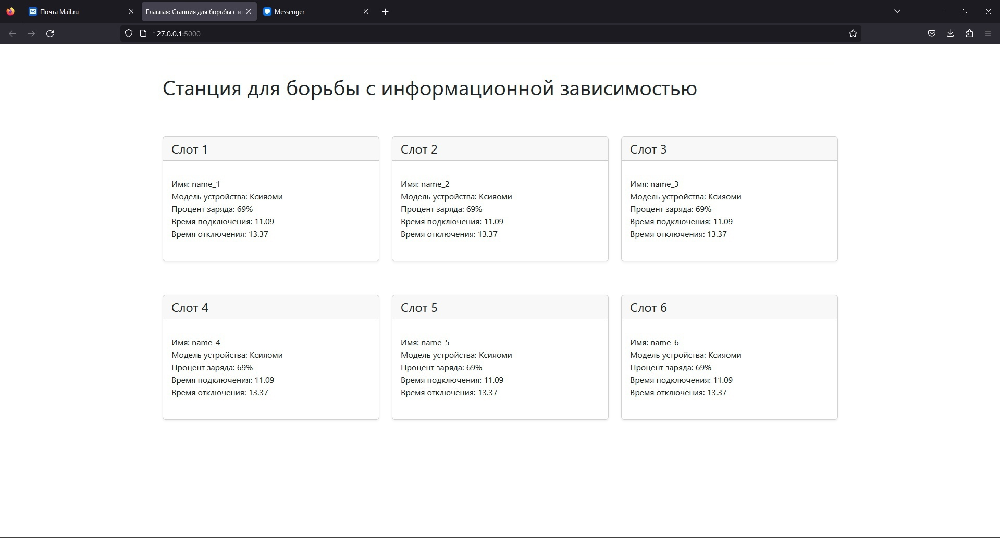 Почта Mail.ru
Главная: Станция для борьбы с ин
Messenger
127.0.0.1:5000
Станция для борьбы с информационной зависимостью
Слот 1
Имя: name_1
Модель устройства: Ксияоми
Процент заряда: 69%
Время подключения: 11.09
Время отключения: 13.37
Слот 2
Имя: name_2
Модель устройства: Ксияоми
Процент заряда: 69%
Время подключения: 11.09
Время отключения: 13.37
Слот 3
Имя: name_3
Модель устройства: Ксияоми
Процент заряда: 69%
Время подключения: 11.09
Время отключения: 13.37
Слот 4
Имя: name_4
Модель устройства: Ксияоми
Процент заряда: 69%
Время подключения: 11.09
Время отключения: 13.37
Слот 5
Имя: name_5
Модель устройства: Ксияоми
Процент заряда: 69%
Время подключения: 11.09
Время отключения: 13.37
Слот 6
Имя: name_6
Модель устройства: Ксияоми
Процент заряда: 69%
Время подключения: 11.09
Время отключения: 13.37